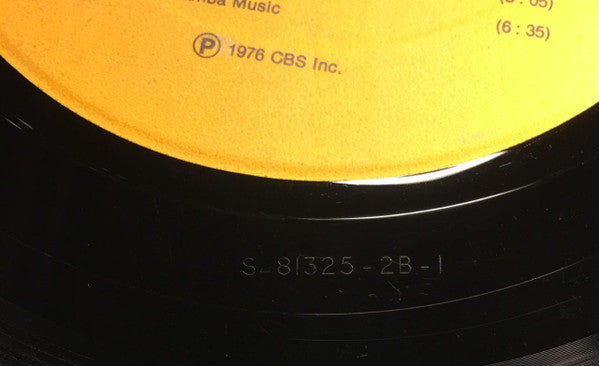 Music
(6 : 35)
℗ 1976 CBS Inc.
S-81325-2B-1